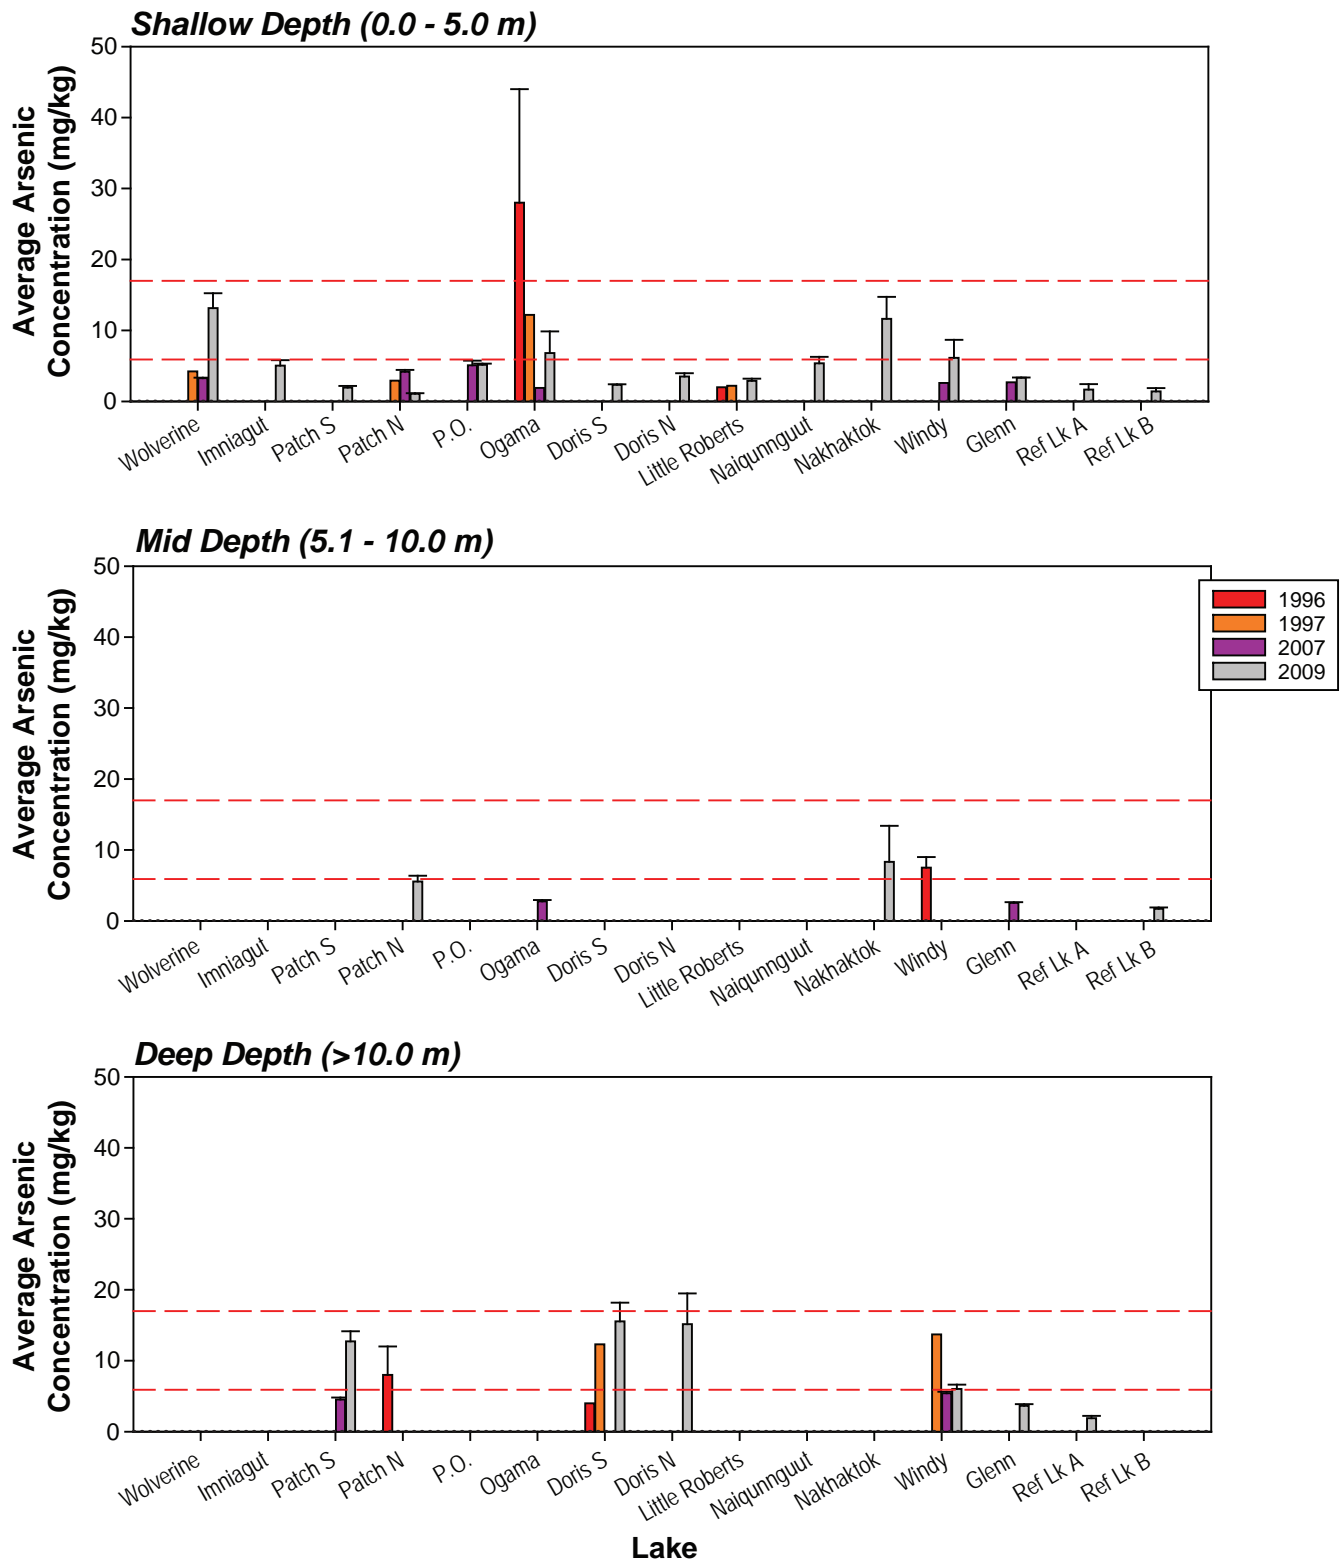 Shallow Depth (0.0 - 5.0 m)
Average Arsenic
Concentration (mg/kg)
50
40
30
20
10
0
Wolverine
Imniagut
Patch S
Patch N
P.O.
Ogama
Doris S
Doris N
Little Roberts
Naiqunnguut
Nakhaktok
Windy
Glenn
Ref Lk A
Ref Lk B
Mid Depth (5.1 - 10.0 m)
Average Arsenic
Concentration (mg/kg)
50
40
30
20
10
0
1996
1997
2007
2009
Wolverine
Imniagut
Patch S
Patch N
P.O.
Ogama
Doris S
Doris N
Little Roberts
Naiqunnguut
Nakhaktok
Windy
Glenn
Ref Lk A
Ref Lk B
Deep Depth (>10.0 m)
Average Arsenic
Concentration (mg/kg)
50
40
30
20
10
0
Wolverine
Imniagut
Patch S
Patch N
P.O.
Ogama
Doris S
Doris N
Little Roberts
Naiqunnguut
Nakhaktok
Windy
Glenn
Ref Lk A
Ref Lk B
Lake